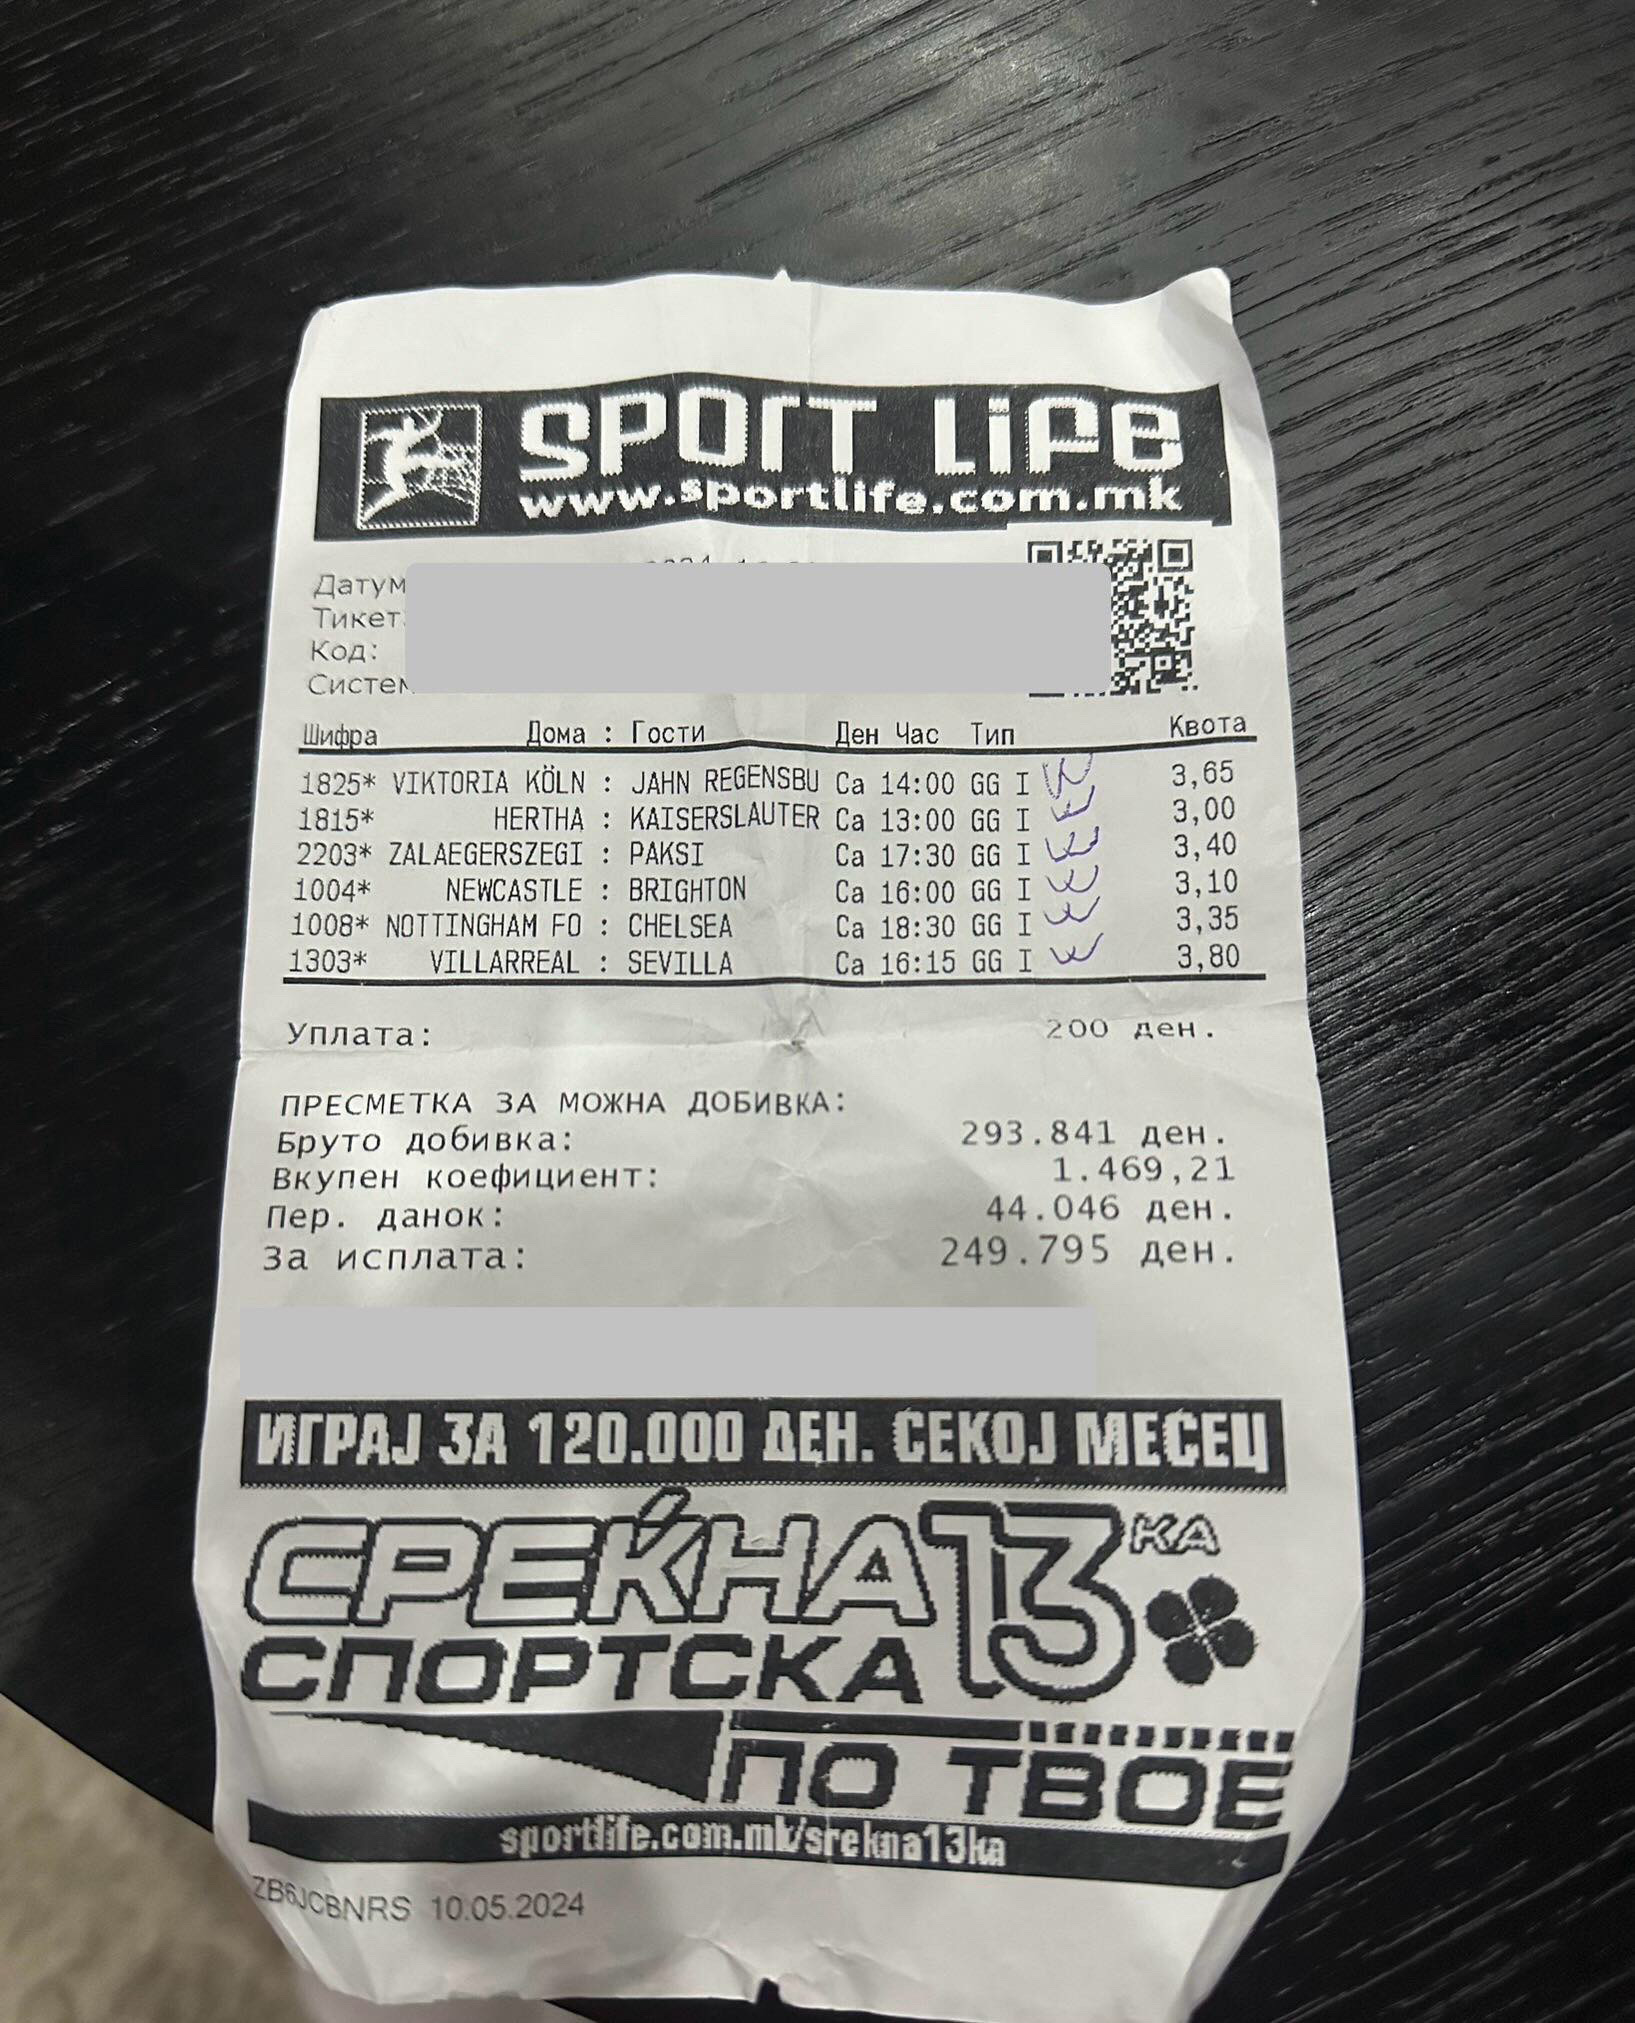 SPORT LIFE
www.sportlife.com.mk
Датум
Тикет:
Код:
Систем
Шифра Дома : Гости Ден Час Тип Квота
1825* VIKTORIA KÖLN : JAHN REGENSBU Са 14:00 GG I W 3,65
1815* HERTHA : KAISERSLAUTER Са 13:00 GG I W 3,00
2203* ZALAEGERSZEGI : PAKSI Са 17:30 GG I W 3,40
1004* NEWCASTLE : BRIGHTON Са 16:00 GG I W 3,10
1008* NOTTINGHAM FO : CHELSEA Са 18:30 GG I W 3,35
1303* VILLARREAL : SEVILLA Са 16:15 GG I W 3,80
Уплата: 200 ден.
ПРЕСМЕТКА ЗА МОЖНА ДОБИВКА:
Бруто добивка: 293.841 ден.
Вкупен коефициент: 1.469,21
Пер. данок: 44.046 ден.
За исплата: 249.795 ден.
ИГРАЈ ЗА 120.000 ДЕН. СЕКОЈ МЕСЕЦ
СРЕЌНА 13КА
СПОРТСКА
ПО ТВОЕ
sportlife.com.mk/srekna13ka
ZB6JCBNRS 10.05.2024